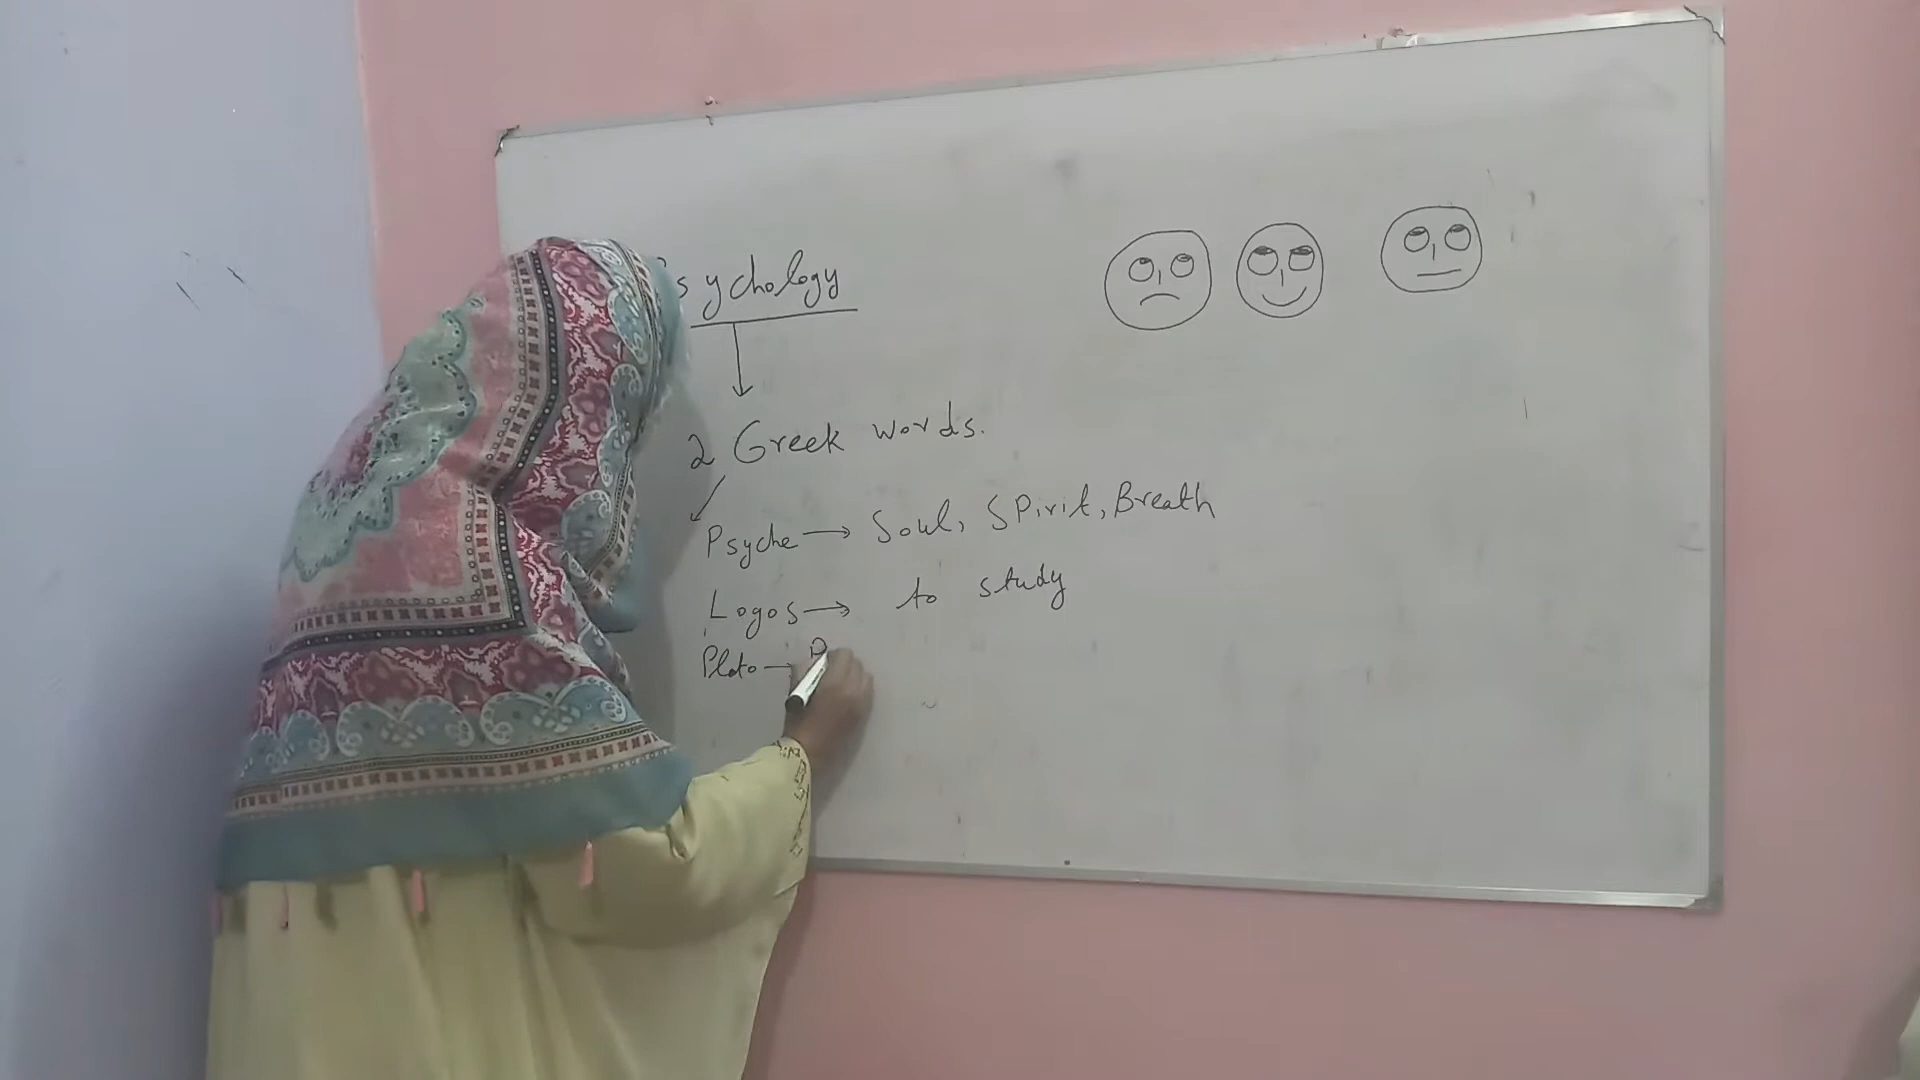 sychology
2 Greek words.
Psyche → Soul, Spirit, Breath
Logos → to study
Plato →